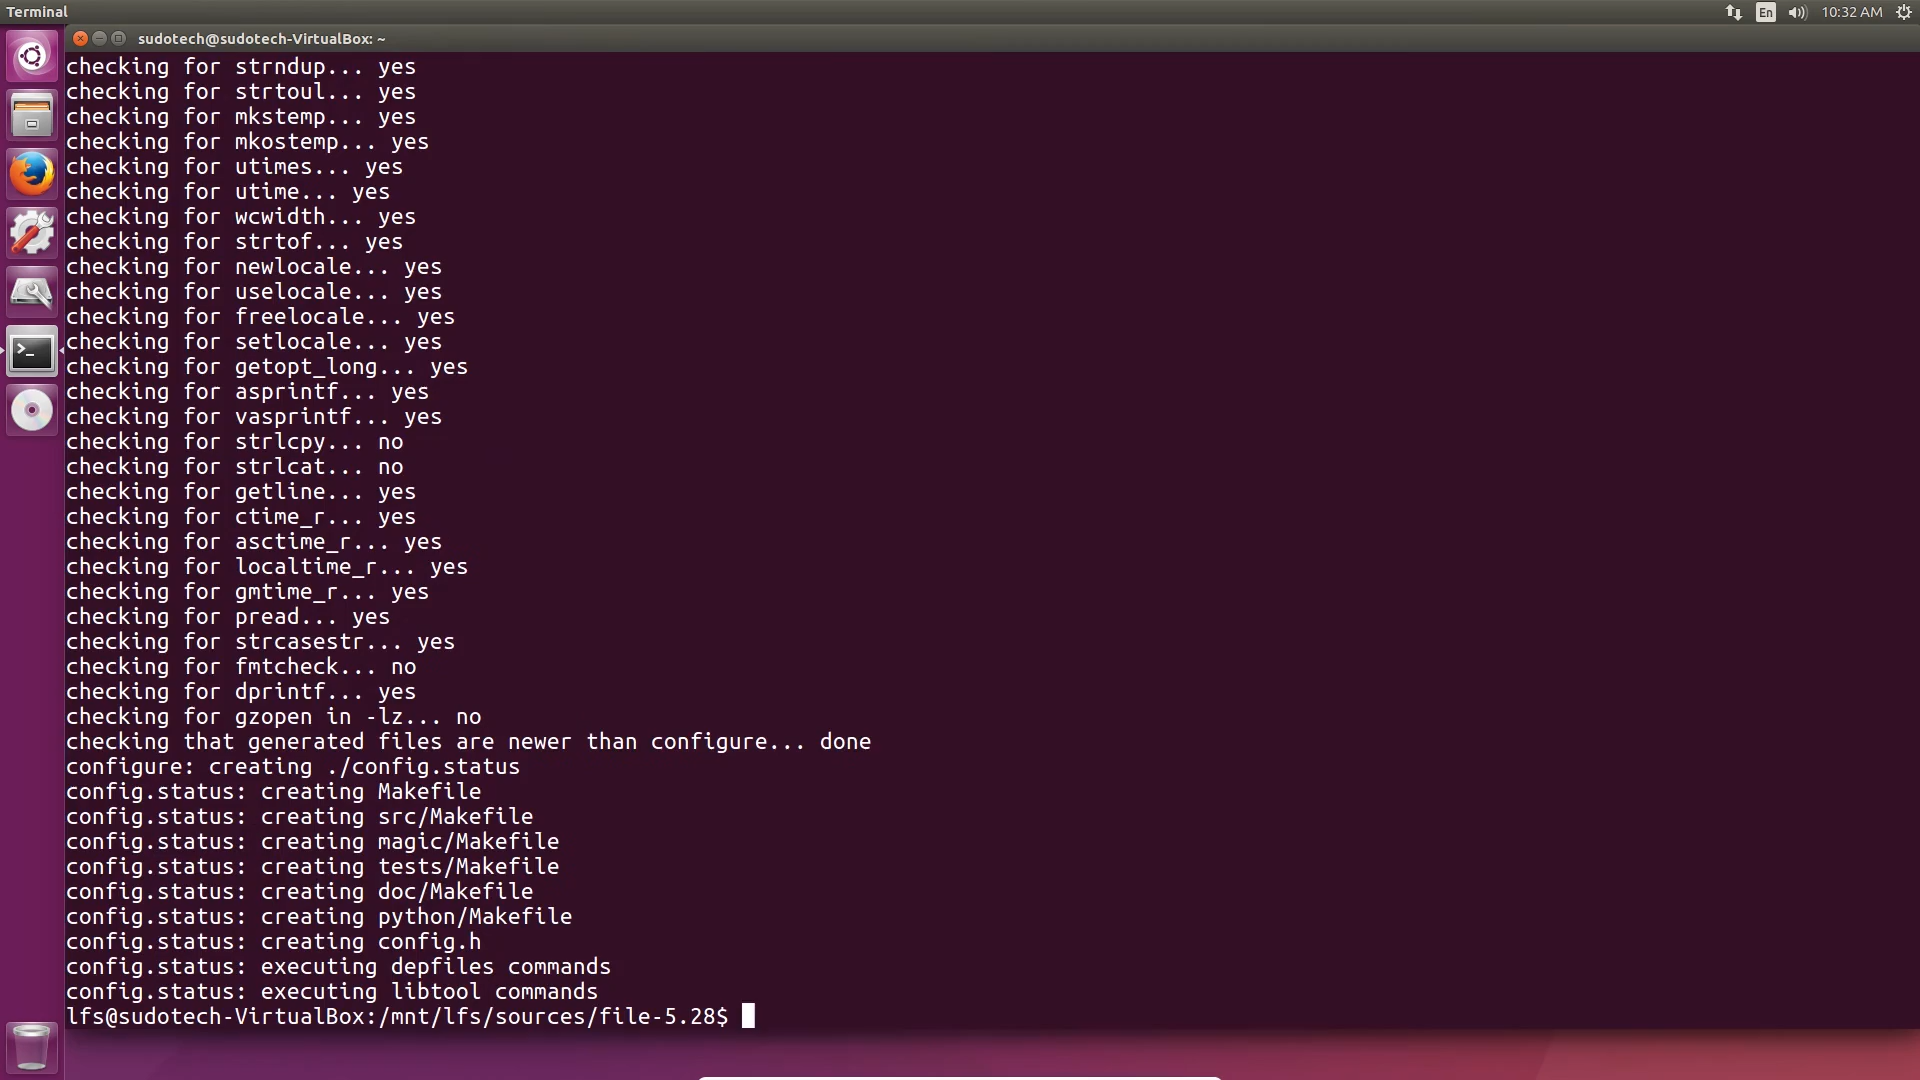 Terminal
En
10:32 AM
sudotech@sudotech-VirtualBox: ~
checking for strndup... yes
checking for strtoul... yes
checking for mkstemp... yes
checking for mkostemp... yes
checking for utimes... yes
checking for utime... yes
checking for wcwidth... yes
checking for strtof... yes
checking for newlocale... yes
checking for uselocale... yes
checking for freelocale... yes
checking for setlocale... yes
checking for getopt_long... yes
checking for asprintf... yes
checking for vasprintf... yes
checking for strlcpy... no
checking for strlcat... no
checking for getline... yes
checking for ctime_r... yes
checking for asctime_r... yes
checking for localtime_r... yes
checking for gmtime_r... yes
checking for pread... yes
checking for strcasestr... yes
checking for fmtcheck... no
checking for dprintf... yes
checking for gzopen in -lz... no
checking that generated files are newer than configure... done
configure: creating ./config.status
config.status: creating Makefile
config.status: creating src/Makefile
config.status: creating magic/Makefile
config.status: creating tests/Makefile
config.status: creating doc/Makefile
config.status: creating python/Makefile
config.status: creating config.h
config.status: executing depfiles commands
config.status: executing libtool commands
lfs@sudotech-VirtualBox:/mnt/lfs/sources/file-5.28$